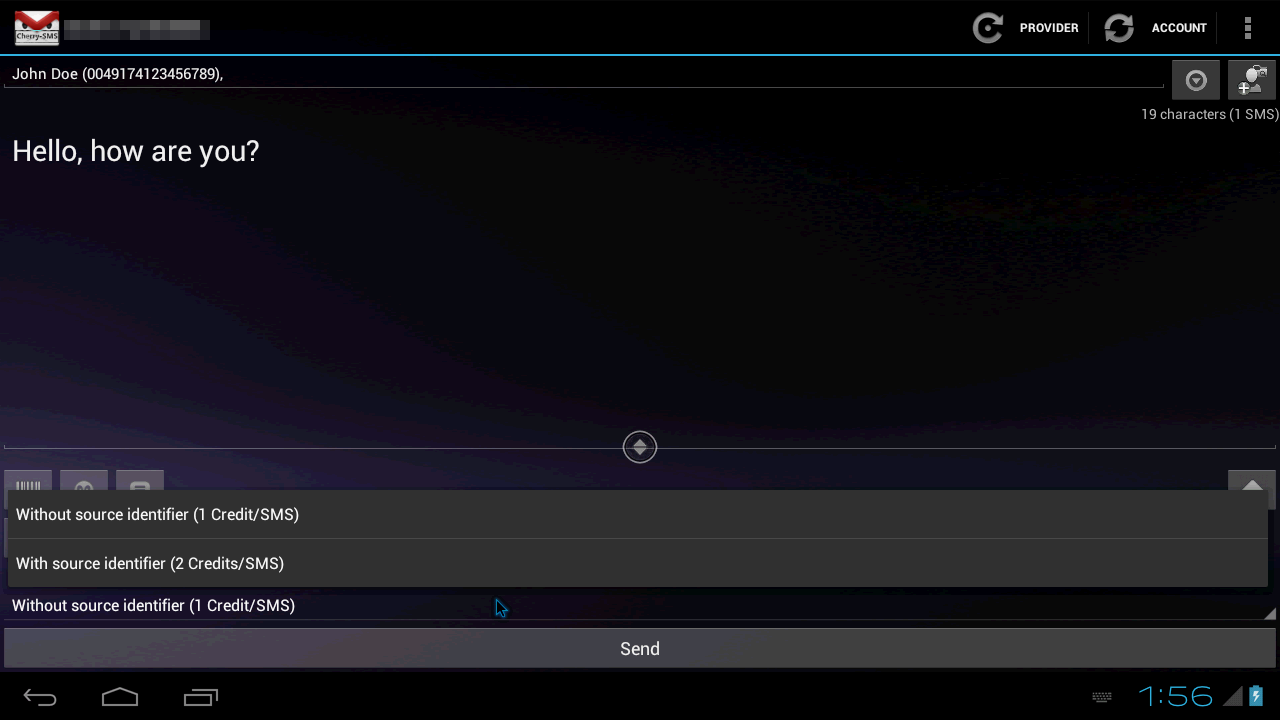 Cherry-SMS
PROVIDER
ACCOUNT
John Doe (0049174123456789),
19 characters (1 SMS)
Hello, how are you?
Without source identifier (1 Credit/SMS)
With source identifier (2 Credits/SMS)
Without source identifier (1 Credit/SMS)
Send
1:56